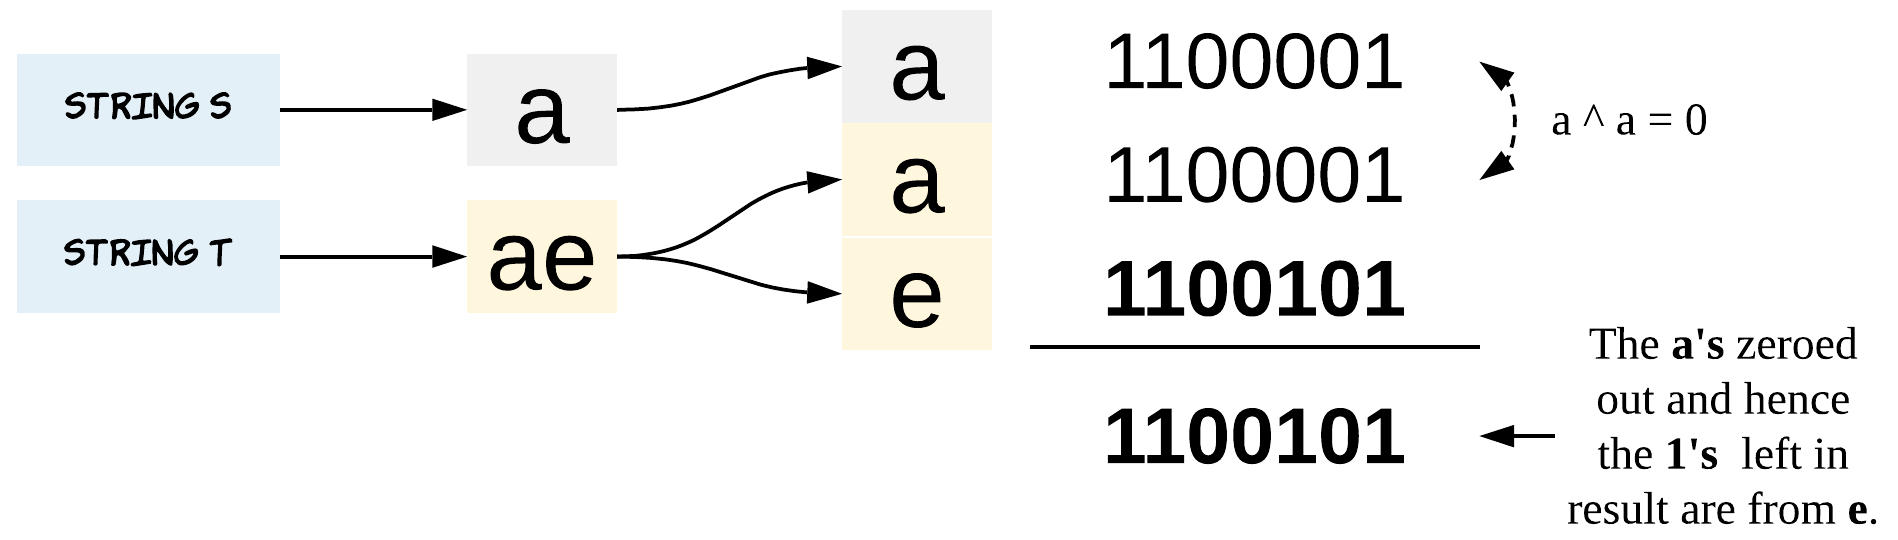 STRING S
a
a
1100001
a ^ a = 0
a
1100001
STRING T
ae
e
1100101
1100101
The a's zeroed
out and hence
the 1's left in
result are from e.